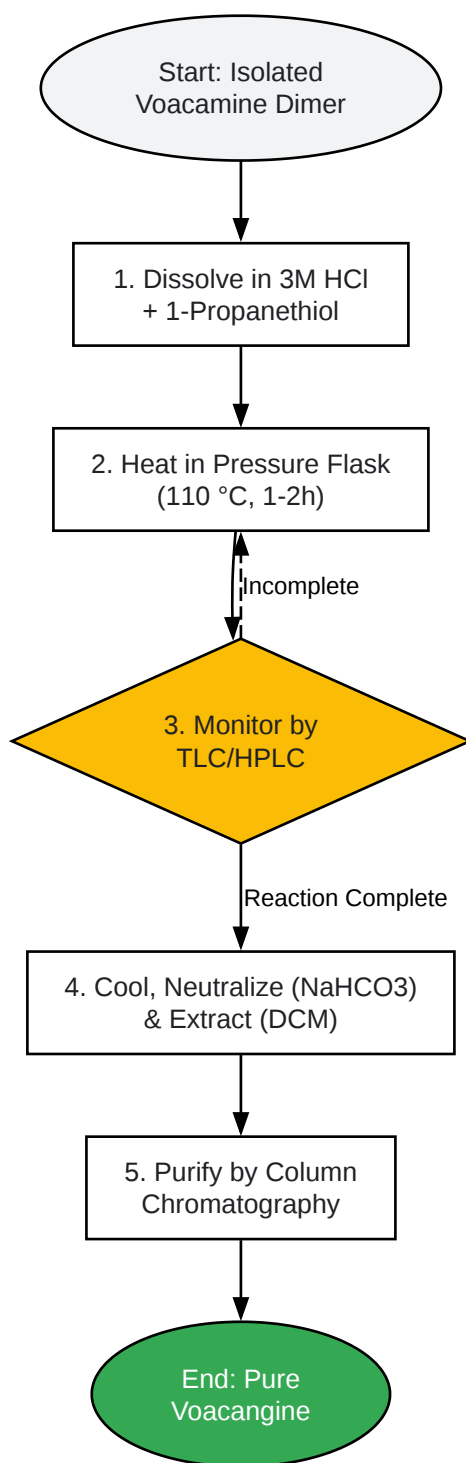 Start: Isolated
Voacamine Dimer
1. Dissolve in 3M HCl
+ 1-Propanethiol
2. Heat in Pressure Flask
(110 °C, 1-2h)
Incomplete
3. Monitor by
TLC/HPLC
Reaction Complete
4. Cool, Neutralize (NaHCO3)
& Extract (DCM)
5. Purify by Column
Chromatography
End: Pure
Voacangine